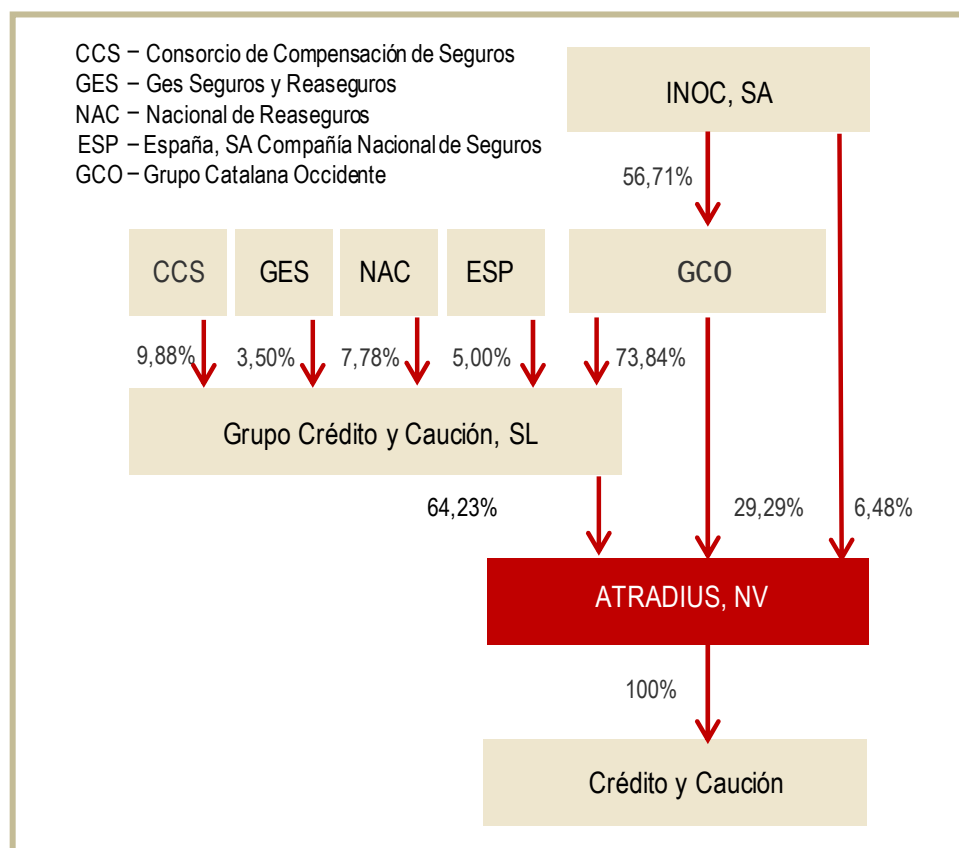 CCS – Consorcio de Compensación de Seguros
GES – Ges Seguros y Reaseguros
NAC – Nacional de Reaseguros
ESP – España, SA Compañía Nacional de Seguros
GCO – Grupo Catalana Occidente
INOC, SA
56,71%
CCS
GES
NAC
ESP
GCO
9,88%
3,50%
7,78%
5,00%
73,84%
Grupo Crédito y Caución, SL
64,23%
29,29%
6,48%
ATRADIUS, NV
100%
Crédito y Caución